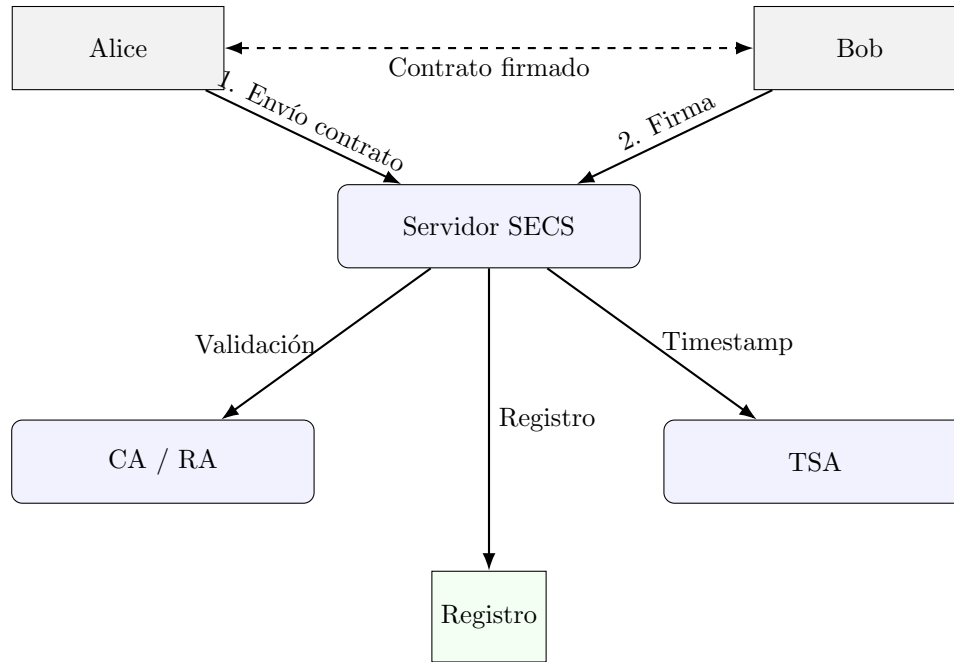 Alice
Bob
Contrato firmado
1. Envío contrato
2. Firma
Servidor SECS
Validación
Timestamp
Registro
CA / RA
TSA
Registro